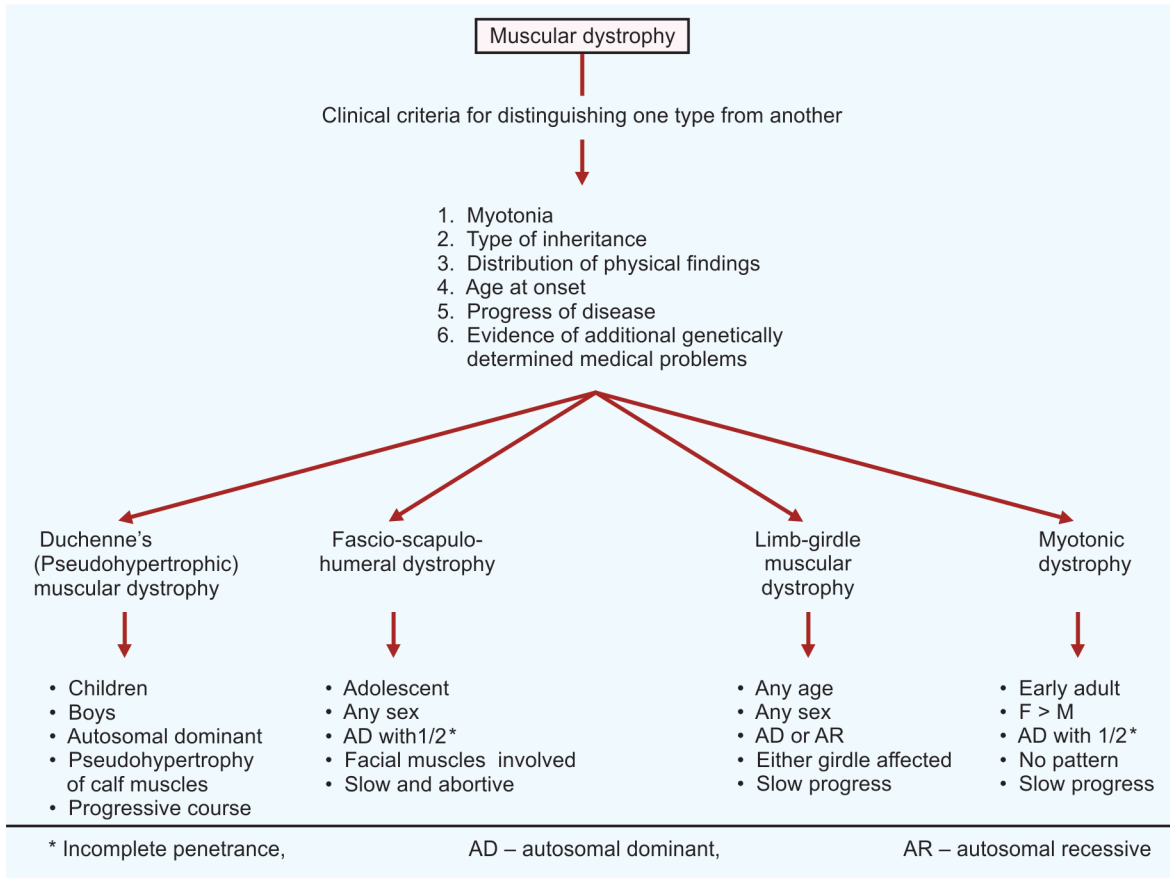 Muscular dystrophy
Clinical criteria for distinguishing one type from another
1. Myotonia
2. Type of inheritance
3. Distribution of physical findings
4. Age at onset
5. Progress of disease
6. Evidence of additional genetically
determined medical problems
Duchenne's
(Pseudohypertrophic)
muscular dystrophy
• Children
• Boys
• Autosomal dominant
• Pseudohypertrophy
of calf muscles
• Progressive course
Fascio-scapulo-
humeral dystrophy
• Adolescent
• Any sex
• AD with1/2*
• Facial muscles involved
• Slow and abortive
Limb-girdle
muscular
dystrophy
• Any age
• Any sex
• AD or AR
• Either girdle affected
• Slow progress
Myotonic
dystrophy
• Early adult
• F > M
• AD with 1/2*
• No pattern
• Slow progress
* Incomplete penetrance, AD – autosomal dominant, AR – autosomal recessive